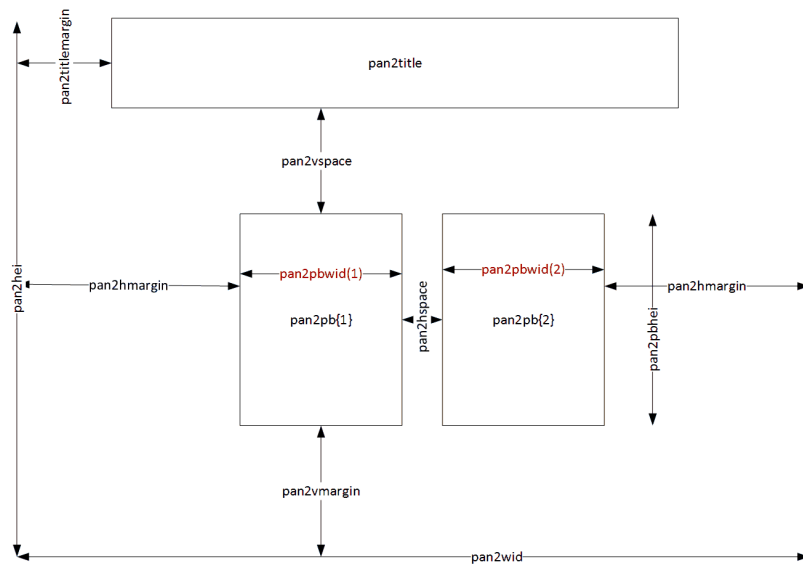 pan2titlemargin
pan2title
pan2vspace
pan2hei
pan2hmargin
pan2pbwid(1)
pan2pb{1}
pan2hspace
pan2pbwid(2)
pan2pb{2}
pan2pbhei
pan2hmargin
pan2vmargin
pan2wid